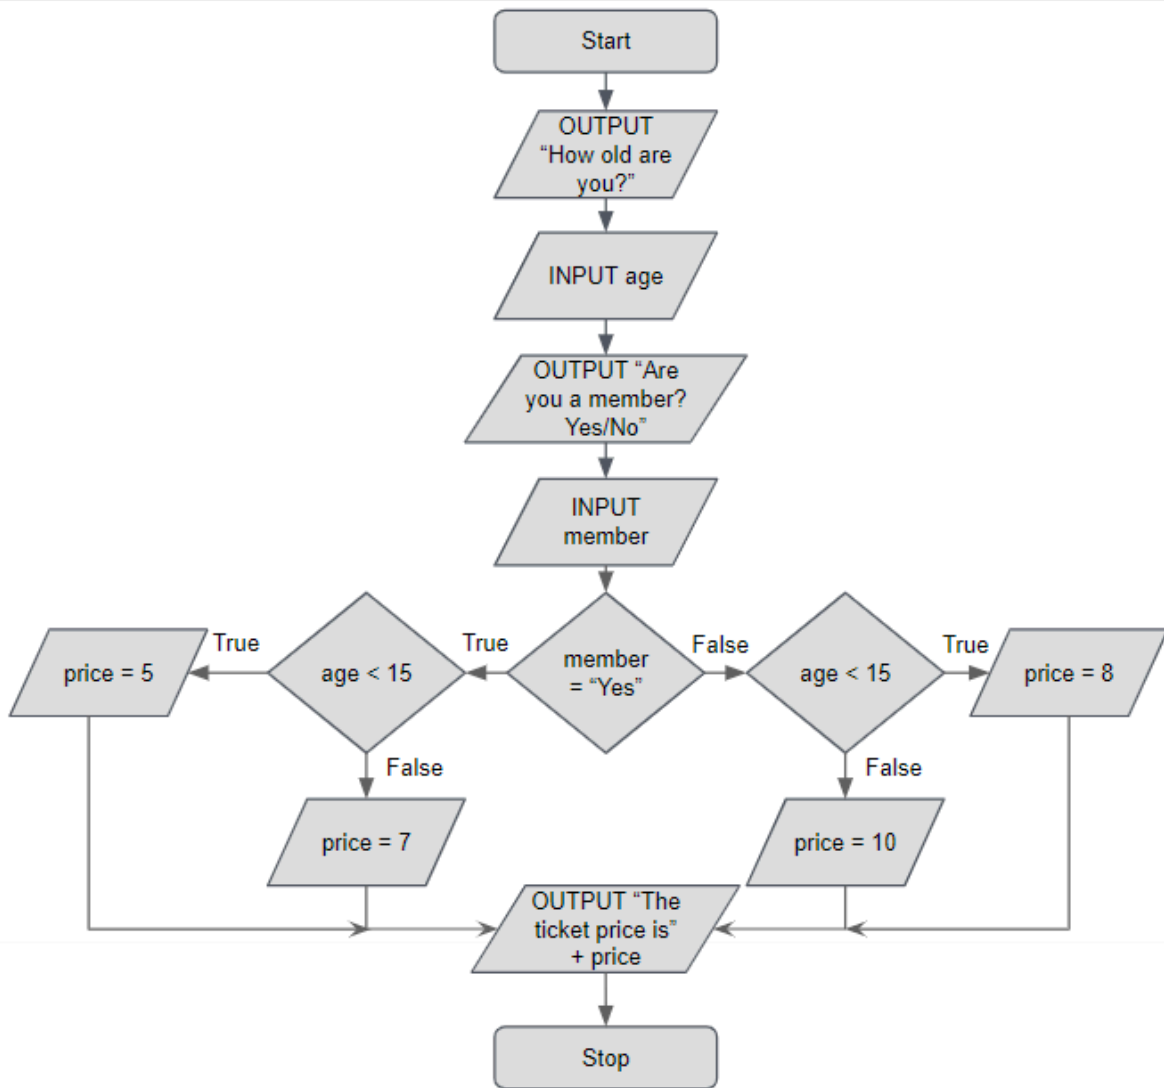 Start
OUTPUT
“How old are
you?”
INPUT age
OUTPUT “Are
you a member?
Yes/No”
INPUT
member
True
True
False
True
price = 5
age < 15
member
= “Yes”
age < 15
price = 8
False
False
price = 7
price = 10
OUTPUT “The
ticket price is”
+ price
Stop